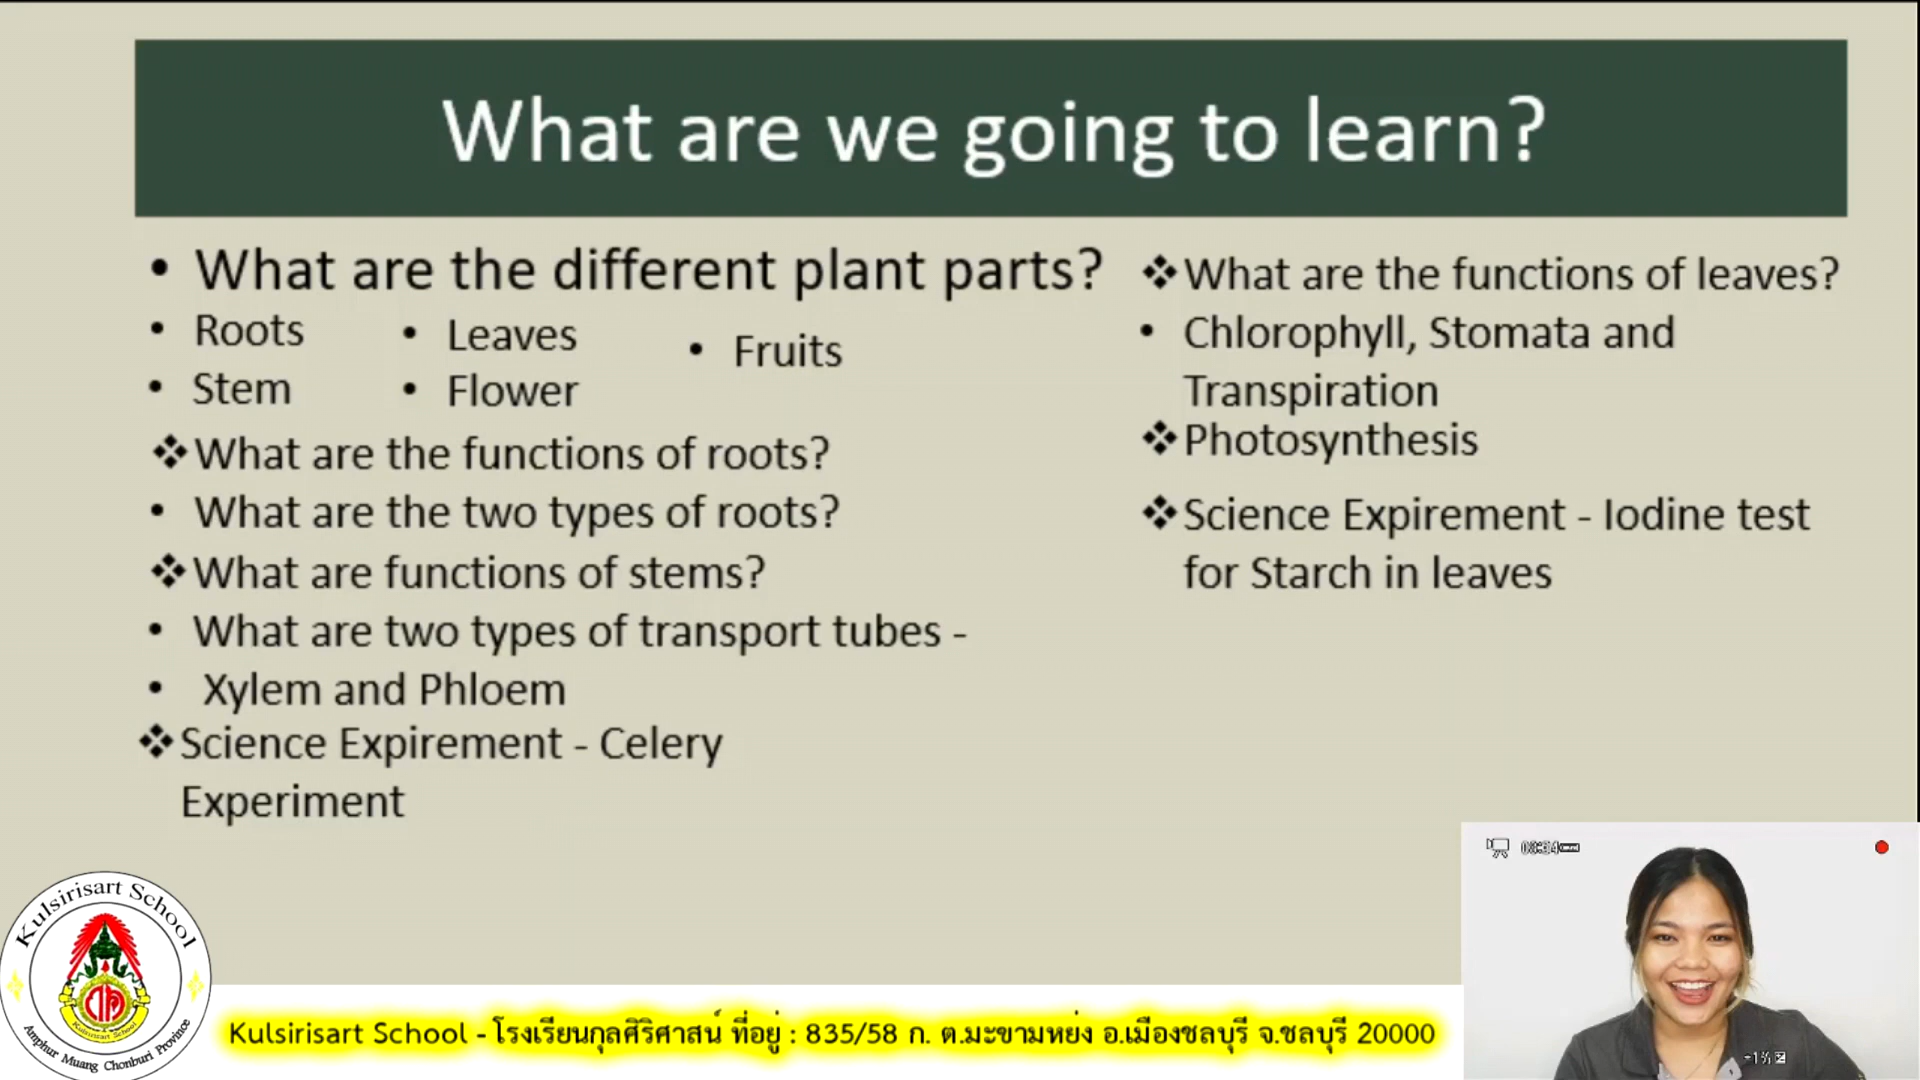 What are we going to learn?
• What are the different plant parts?
• Roots
• Stem
• Leaves
• Flower
• Fruits
❖What are the functions of roots?
• What are the two types of roots?
❖What are functions of stems?
• What are two types of transport tubes -
• Xylem and Phloem
❖Science Expirement - Celery
Experiment
❖What are the functions of leaves?
• Chlorophyll, Stomata and
Transpiration
❖Photosynthesis
❖Science Expirement - Iodine test
for Starch in leaves
Kulsirisart School
Kulsirisart School
Amphur Muang Chonburi Province
Kulsirisart School - โรงเรียนกุลศิริศาสน์ ที่อยู่ : 835/58 ก. ต.มะขามหย่ง อ.เมืองชลบุรี จ.ชลบุรี 20000